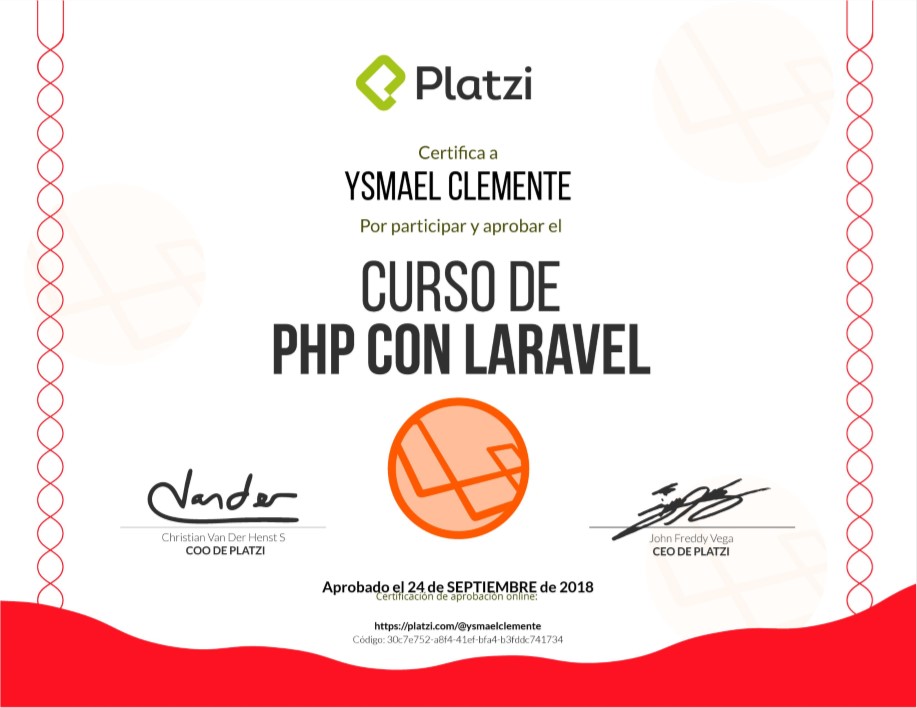 Platzi
Certifica a
YSMAEL CLEMENTE
Por participar y aprobar el
CURSO DE
PHP CON LARAVEL
Vander
Christian Van Der Henst S
COO DE PLATZI
John Freddy Vega
CEO DE PLATZI
Aprobado el 24 de SEPTIEMBRE de 2018
Certificación de aprobación online:
https://platzi.com/@ysmaelclemente
Código: 30c7e752-a8f4-41ef-bfa4-b3fddc741734